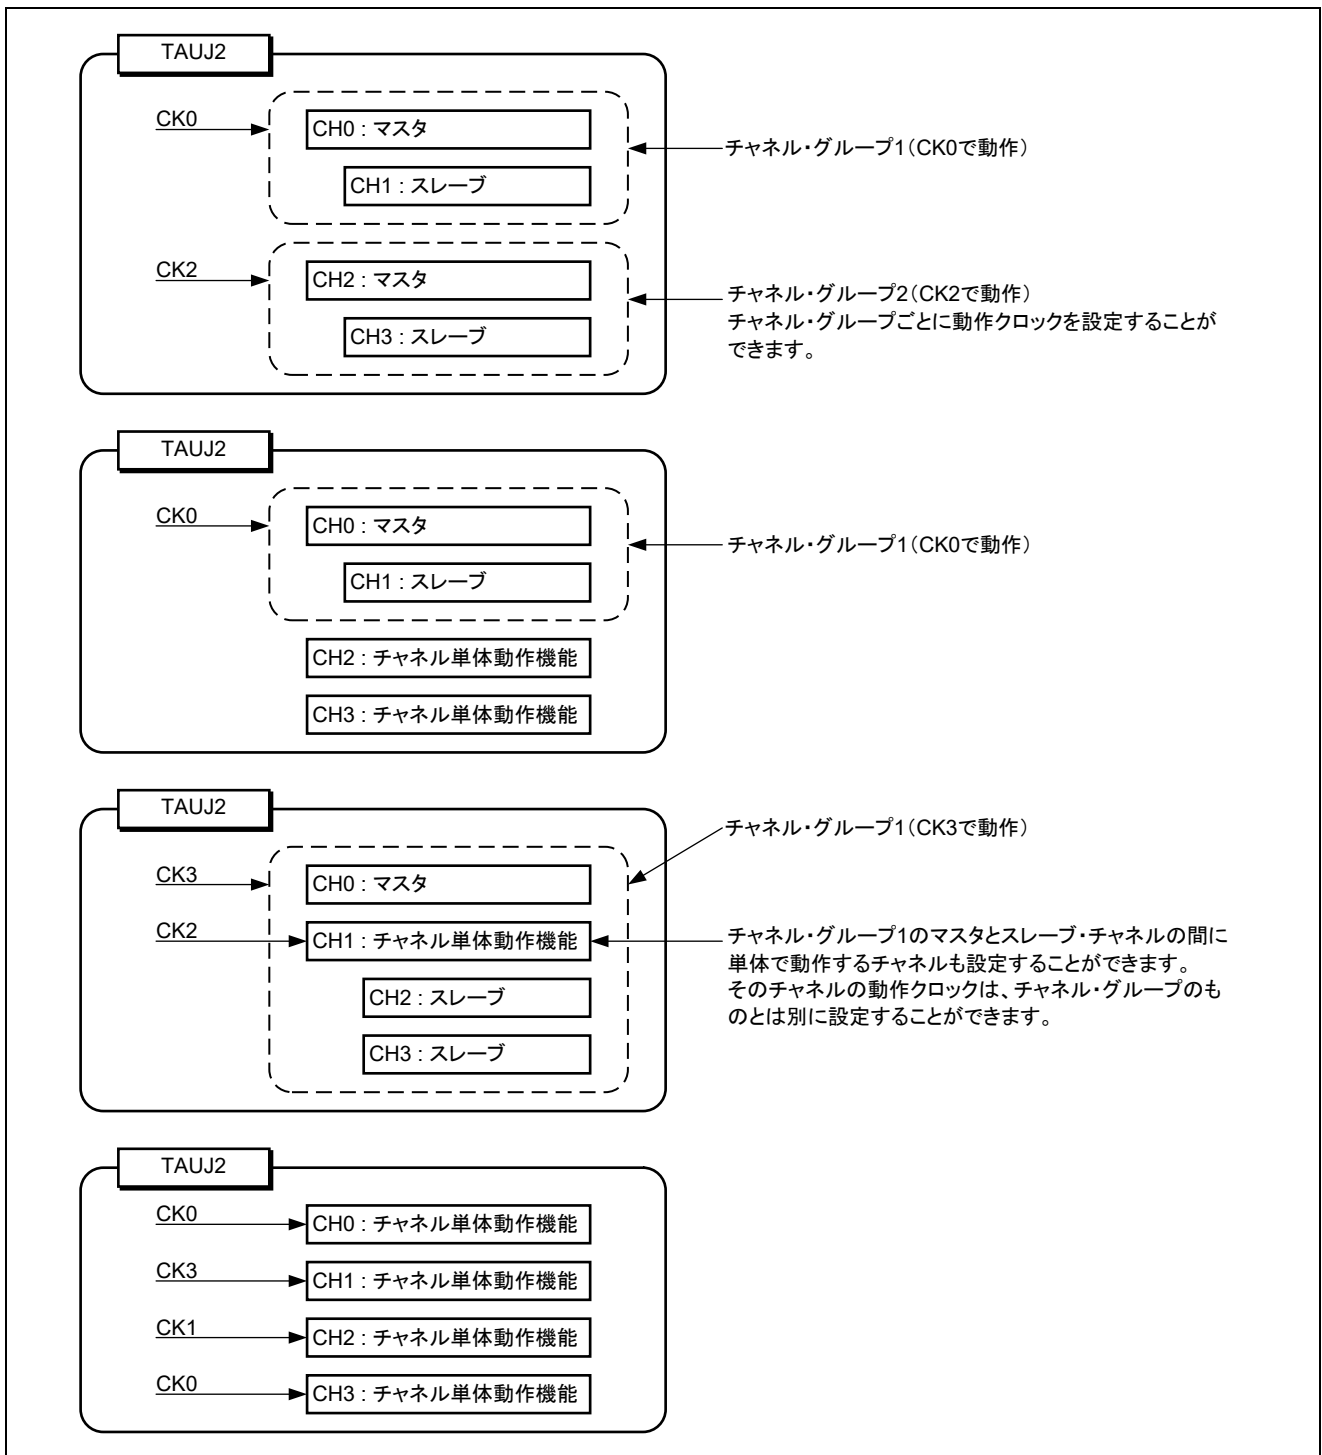 TAUJ2
CK0
CH0 : マスタ
チャネル・グループ1（CK0で動作）
CH1 : スレーブ
CK2
CH2 : マスタ
チャネル・グループ2（CK2で動作）
チャネル・グループごとに動作クロックを設定することが
できます。
CH3 : スレーブ
TAUJ2
CK0
CH0 : マスタ
チャネル・グループ1（CK0で動作）
CH1 : スレーブ
CH2 : チャネル単体動作機能
CH3 : チャネル単体動作機能
TAUJ2
チャネル・グループ1（CK3で動作）
CK3
CH0 : マスタ
CK2
CH1 : チャネル単体動作機能
チャネル・グループ1のマスタとスレーブ・チャネルの間に
単体で動作するチャネルも設定することができます。
そのチャネルの動作クロックは、チャネル・グループのも
のとは別に設定することができます。
CH2 : スレーブ
CH3 : スレーブ
TAUJ2
CK0
CH0 : チャネル単体動作機能
CK3
CH1 : チャネル単体動作機能
CK1
CH2 : チャネル単体動作機能
CK0
CH3 : チャネル単体動作機能